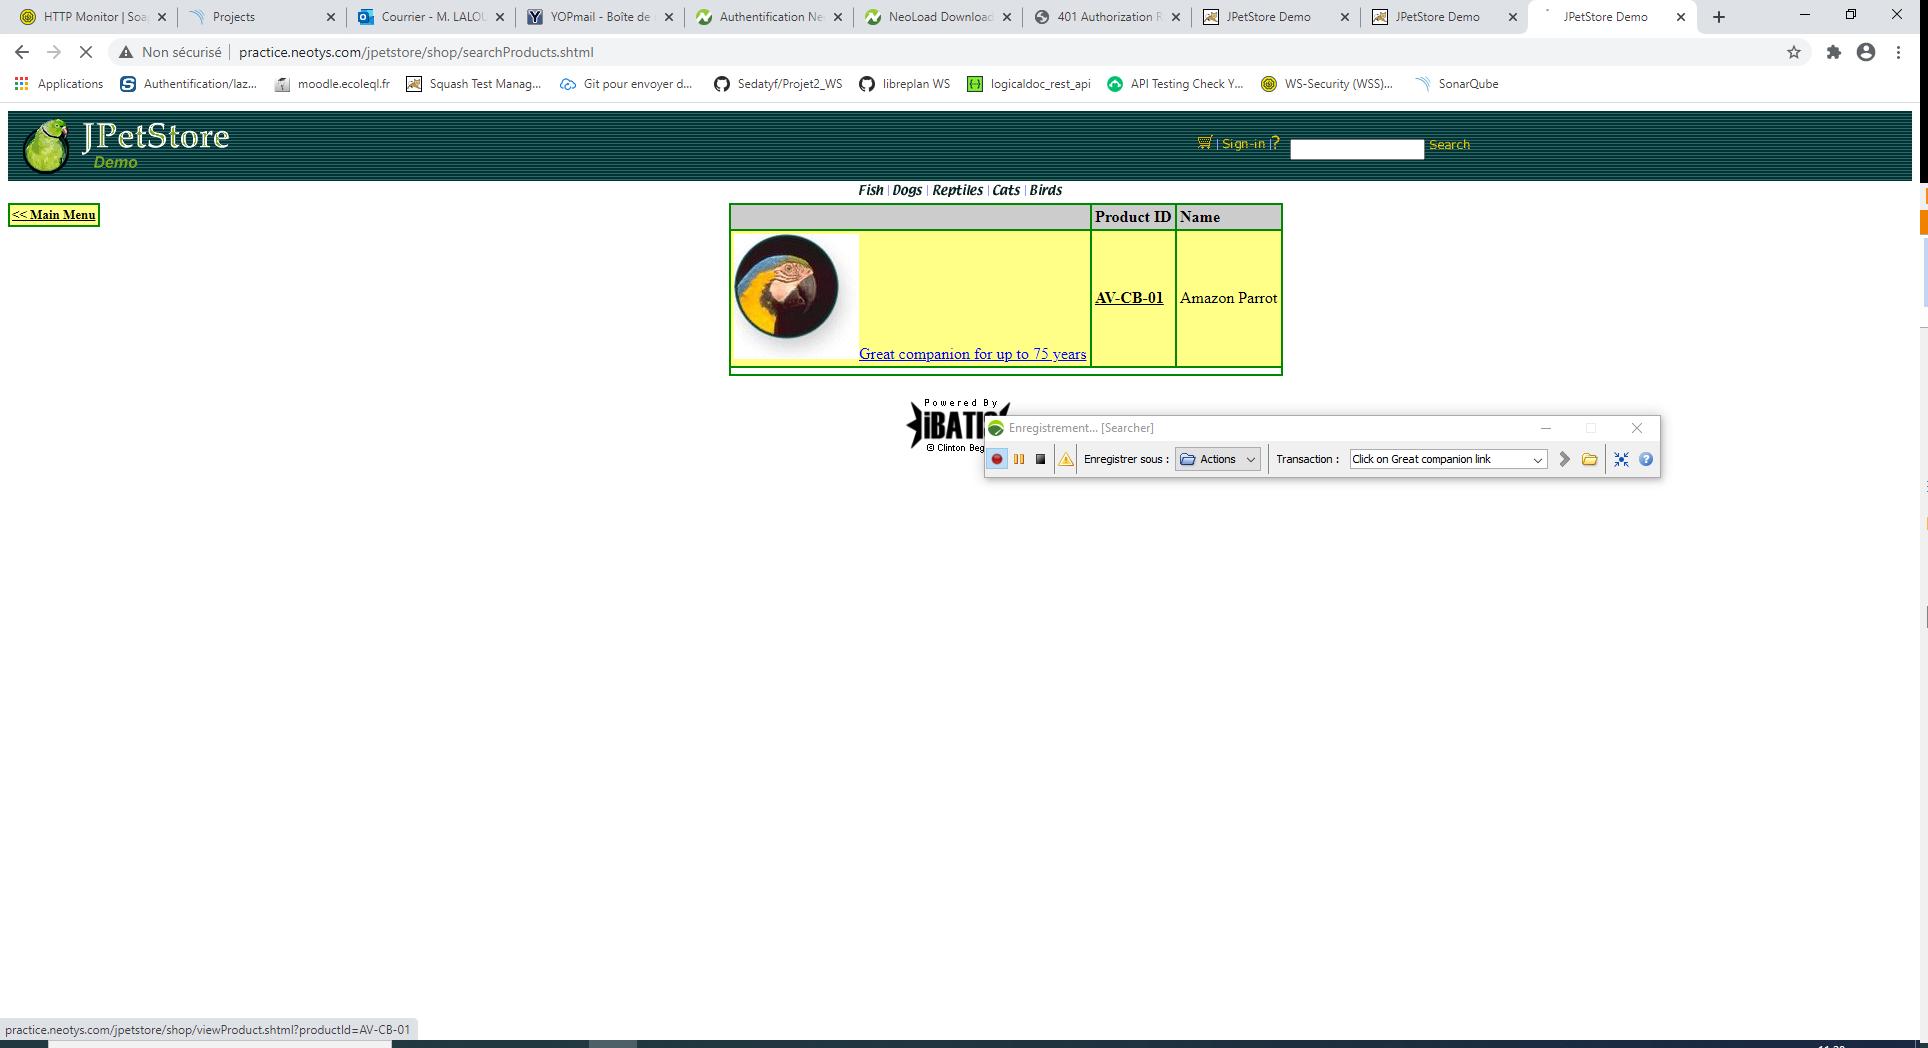 HTTP Monitor | Soa
Projects
Courrier - M. LALOU
YOPmail - Boîte de
Authentification Ne
NeoLoad Download
401 Authorization R
JPetStore Demo
JPetStore Demo
JPetStore Demo
Non sécurisé
practice.neotys.com/jpetstore/shop/searchProducts.shtml
Applications
Authentification/laz...
moodle.ecoleql.fr
Squash Test Manag...
Git pour envoyer d...
Sedatyf/Projet2_WS
libreplan WS
logicaldoc_rest_api
API Testing Check Y...
WS-Security (WSS)...
SonarQube
JPetStore
Demo
| Sign-in | ?
Search
Fish | Dogs | Reptiles | Cats | Birds
<< Main Menu
Product ID
Name
AV-CB-01
Amazon Parrot
Great companion for up to 75 years
Powered By
iBATI
© Clinton Beg
Enregistrement... [Searcher]
Enregistrer sous :
Actions
Transaction :
Click on Great companion link
practice.neotys.com/jpetstore/shop/viewProduct.shtml?productId=AV-CB-01